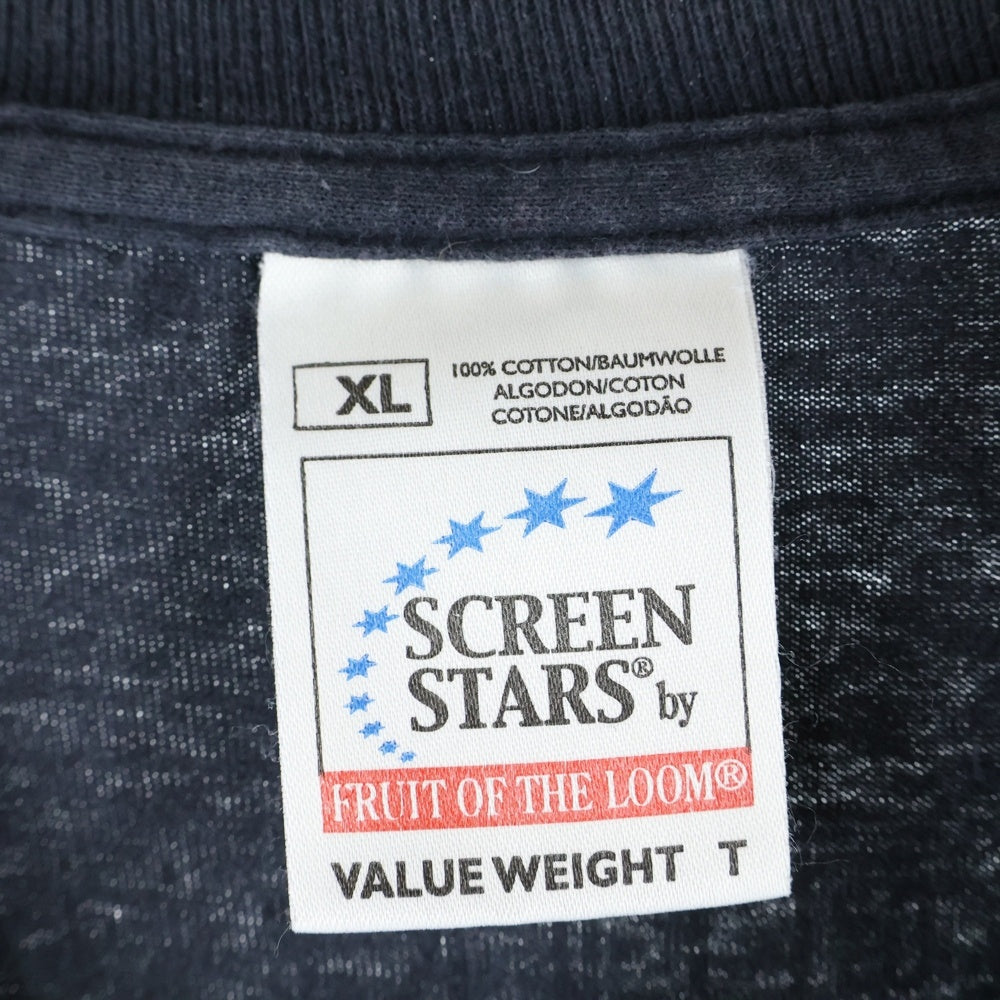 XL
100% COTTON/BAUMWOLLE
ALGODON/COTON
COTONE/ALGODÃO
SCREEN
STARS® by
FRUIT OF THE LOOM®
VALUE WEIGHT T